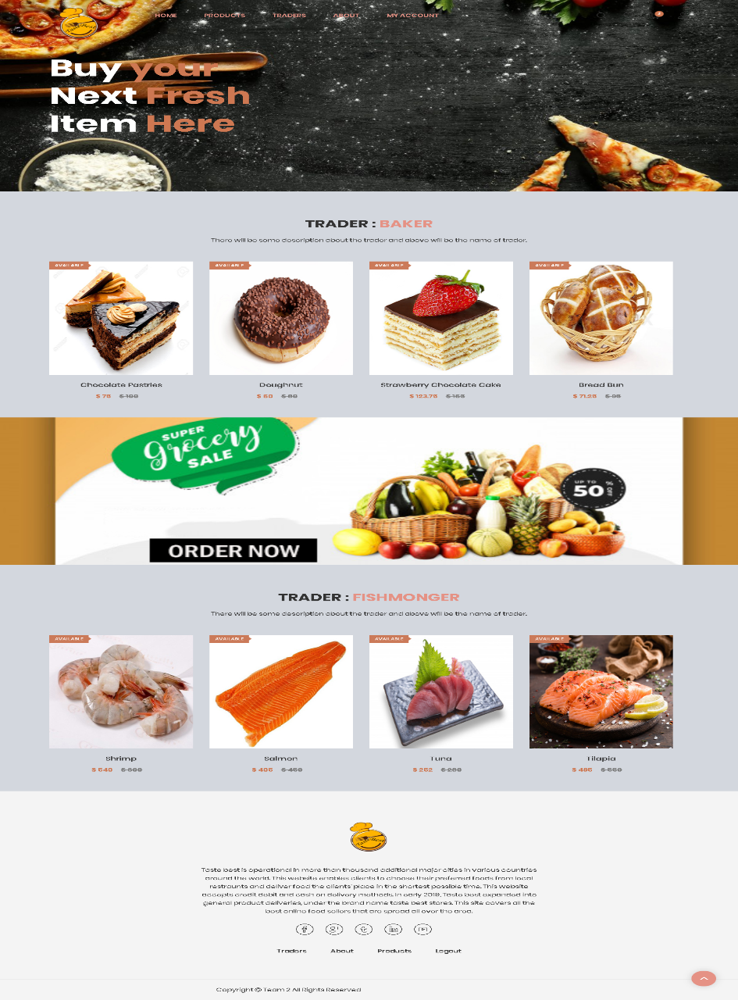 HOME PRODUCTS TRADERS ABOUT MY ACCOUNT 2
Taste Best
Buy your
Next Fresh
Item Here
TRADER : BAKER
There will be some description about the trader and above will be the name of trader.
AVAILABLE AVAILABLE AVAILABLE AVAILABLE
Chocolate Pastries Doughnut Strawberry Chocolate Cake Bread Bun
$ 75 $ 100 $ 60 $ 80 $ 123.75 $ 165 $ 71.25 $ 95
SUPER
Grocery
SALE
UP TO
50 % OFF
ORDER NOW
TRADER : FISHMONGER
There will be some description about the trader and above will be the name of trader.
AVAILABLE AVAILABLE AVAILABLE AVAILABLE
Shrimp Salmon Tuna Tilapia
$ 540 $ 600 $ 405 $ 450 $ 252 $ 280 $ 495 $ 550
Taste Best
Taste best is operational in more than thousand additional major cities in various countries
around the world. This website enables clients to choose their preferred foods from local
restraunts and deliver food the clients' place in the shortest possible time. This website
accepts credit debit and cash on delivery methods. In early 2019, Taste best expanded into
general product deliveries, under the brand name taste best stores. This site covers all the
best online food sellors that are spread all over the area.
f g+ t in
Traders About Products Logout
Copyright © Team 2 All Rights Reserved